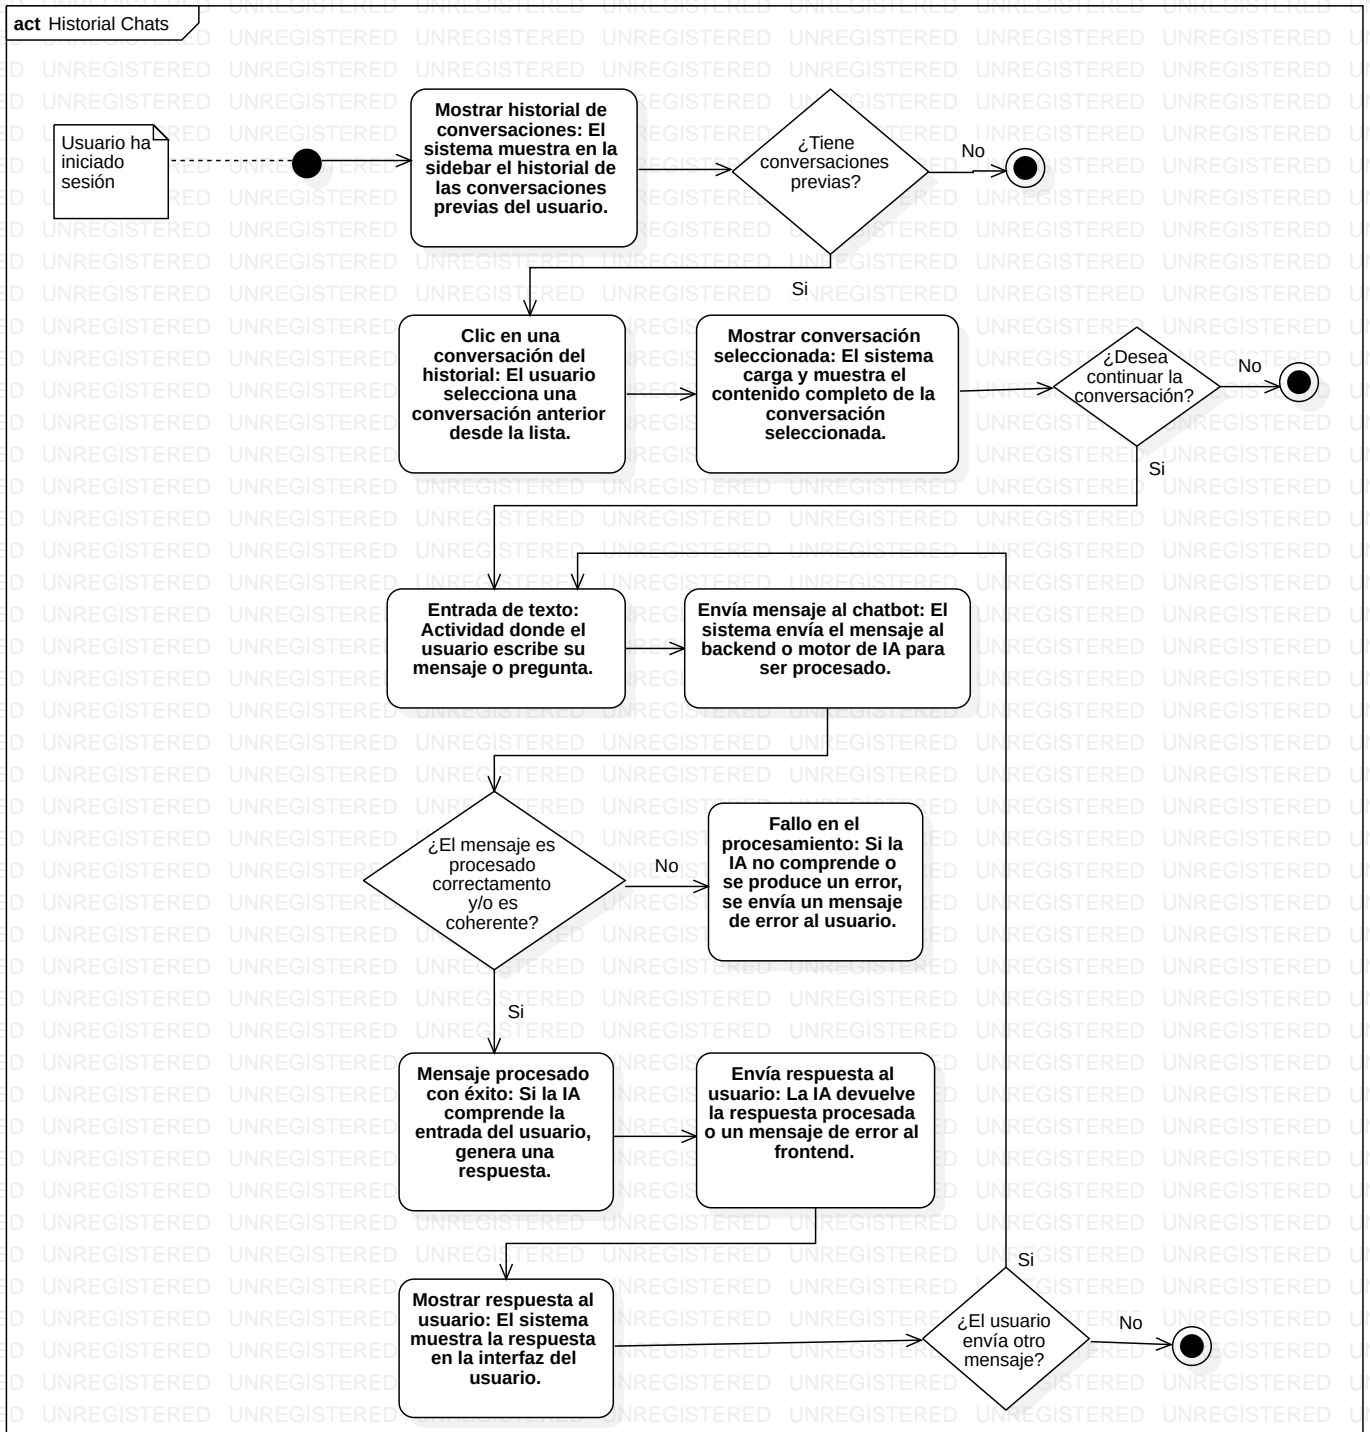 act Historial Chats
Usuario ha
iniciado
sesión
Mostrar historial de
conversaciones: El
sistema muestra en la
sidebar el historial de
las conversaciones
previas del usuario.
¿Tiene
conversaciones
previas?
No
Si
Clic en una
conversación del
historial: El usuario
selecciona una
conversación anterior
desde la lista.
Mostrar conversación
seleccionada: El sistema
carga y muestra el
contenido completo de la
conversación
seleccionada.
¿Desea
continuar la
conversación?
No
Si
Entrada de texto:
Actividad donde el
usuario escribe su
mensaje o pregunta.
Envía mensaje al chatbot: El
sistema envía el mensaje al
backend o motor de IA para
ser procesado.
¿El mensaje es
procesado
correctamento
y/o es
coherente?
No
Fallo en el
procesamiento: Si la
IA no comprende o
se produce un error,
se envía un mensaje
de error al usuario.
Si
Mensaje procesado
con éxito: Si la IA
comprende la
entrada del usuario,
genera una
respuesta.
Envía respuesta al
usuario: La IA devuelve
la respuesta procesada
o un mensaje de error al
frontend.
Mostrar respuesta al
usuario: El sistema
muestra la respuesta
en la interfaz del
usuario.
Si
¿El usuario
envía otro
mensaje?
No
UNREGISTERED